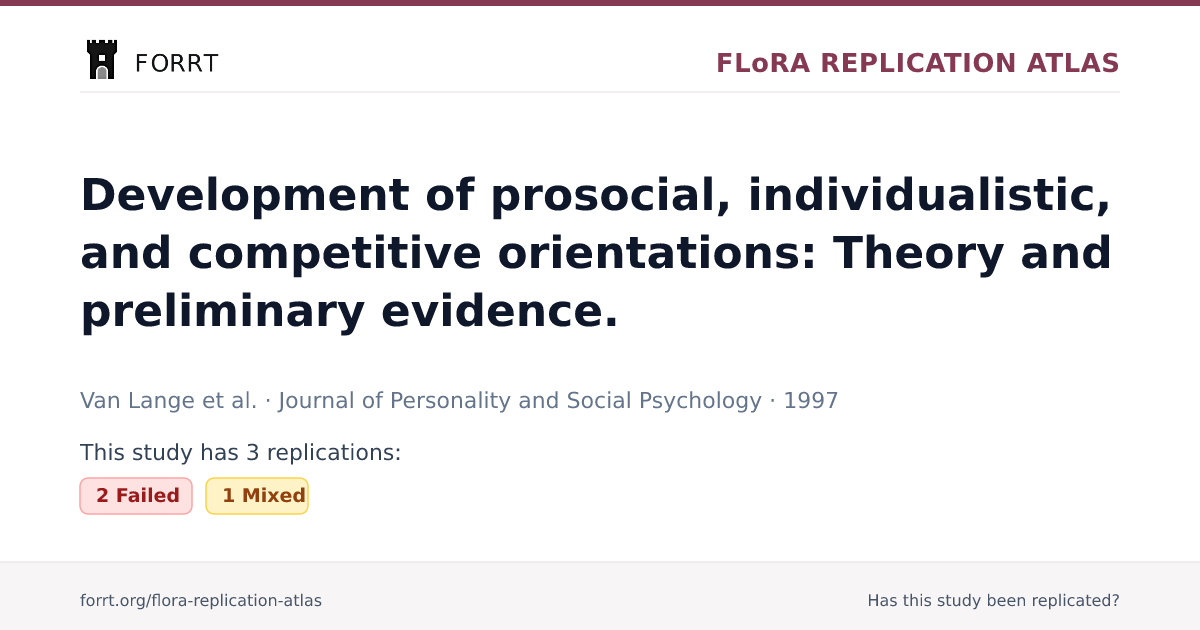 FORRT
FLoRA REPLICATION ATLAS
Development of prosocial, individualistic,
and competitive orientations: Theory and
preliminary evidence.
Van Lange et al. · Journal of Personality and Social Psychology · 1997
This study has 3 replications:
2 Failed
1 Mixed
forrt.org/flora-replication-atlas
Has this study been replicated?